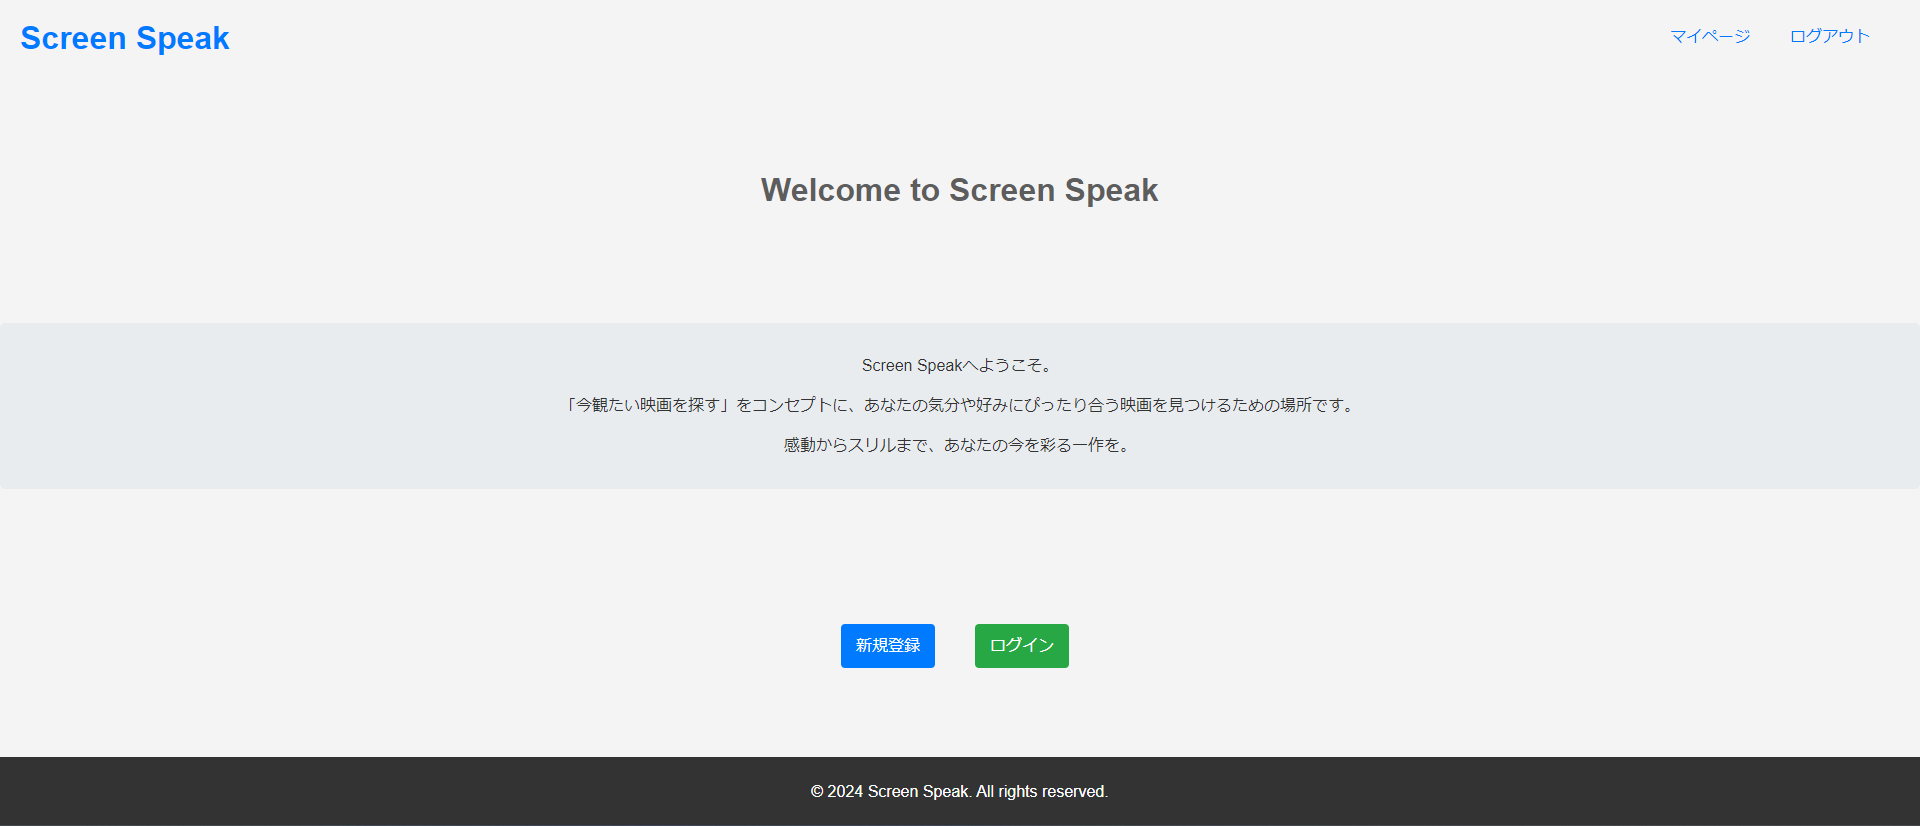 Screen Speak
マイページ ログアウト
Welcome to Screen Speak
Screen Speakへようこそ。
「今観たい映画を探す」をコンセプトに、あなたの気分や好みにぴったり合う映画を見つけるための場所です。
感動からスリルまで、あなたの今を彩る一作を。
新規登録 ログイン
© 2024 Screen Speak. All rights reserved.